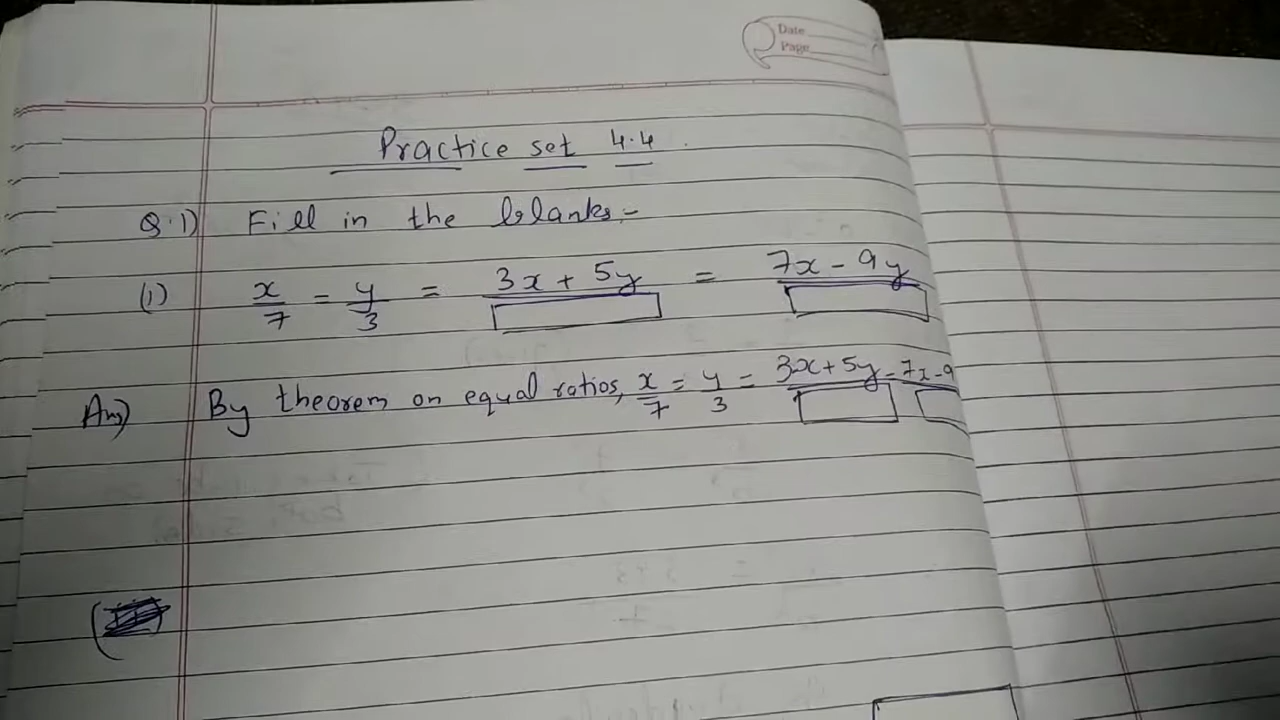 Date
Page
Practice set 4.4
Q.1) Fill in the blanks -
(i) x/7 = y/3 = 3x + 5y/□ = 7x - 9y/□
Ans) By theorem on equal ratios, x/7 = y/3 = 3x + 5y/□ = 7x - 9/□